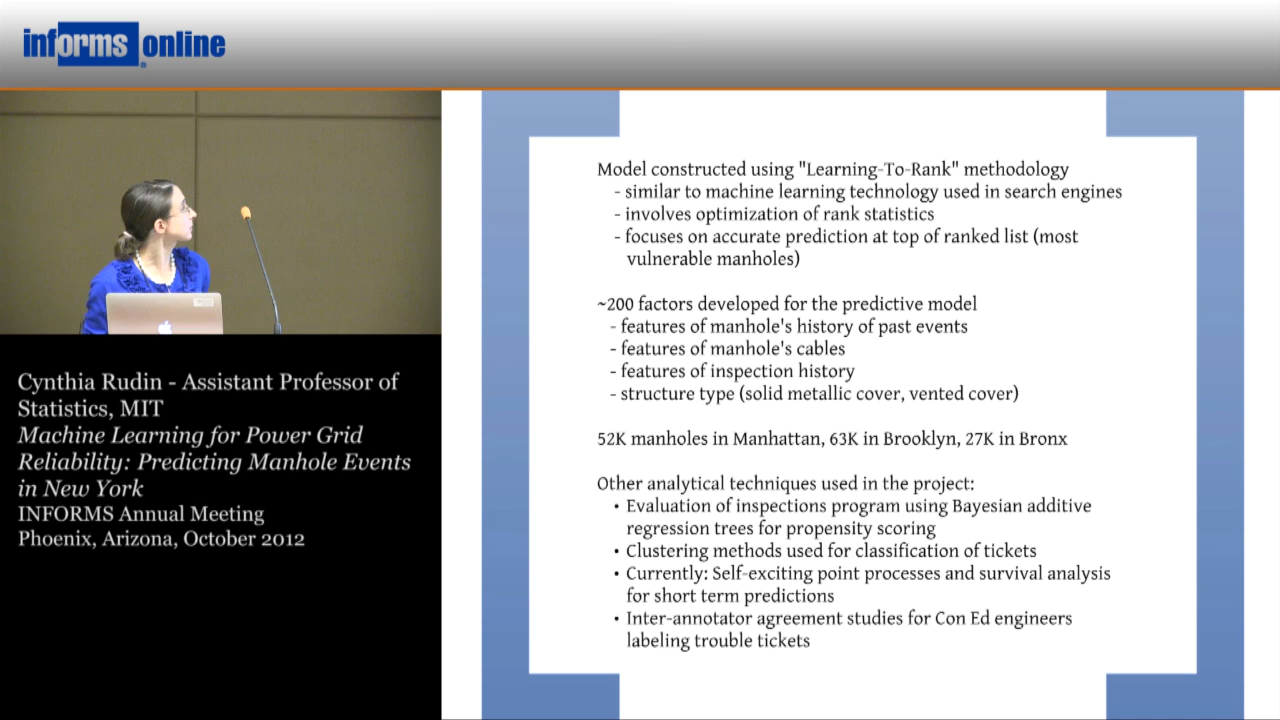 informs online
Cynthia Rudin - Assistant Professor of
Statistics, MIT
Machine Learning for Power Grid
Reliability: Predicting Manhole Events
in New York
INFORMS Annual Meeting
Phoenix, Arizona, October 2012
Model constructed using "Learning-To-Rank" methodology
- similar to machine learning technology used in search engines
- involves optimization of rank statistics
- focuses on accurate prediction at top of ranked list (most
vulnerable manholes)
~200 factors developed for the predictive model
- features of manhole's history of past events
- features of manhole's cables
- features of inspection history
- structure type (solid metallic cover, vented cover)
52K manholes in Manhattan, 63K in Brooklyn, 27K in Bronx
Other analytical techniques used in the project:
• Evaluation of inspections program using Bayesian additive
regression trees for propensity scoring
• Clustering methods used for classification of tickets
• Currently: Self-exciting point processes and survival analysis
for short term predictions
• Inter-annotator agreement studies for Con Ed engineers
labeling trouble tickets